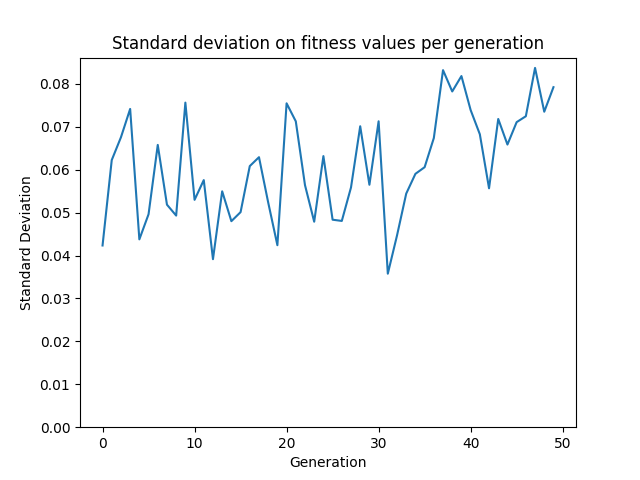 Standard deviation on fitness values per generation
Standard Deviation
0.08
0.07
0.06
0.05
0.04
0.03
0.02
0.01
0.00
0 10 20 30 40 50
Generation